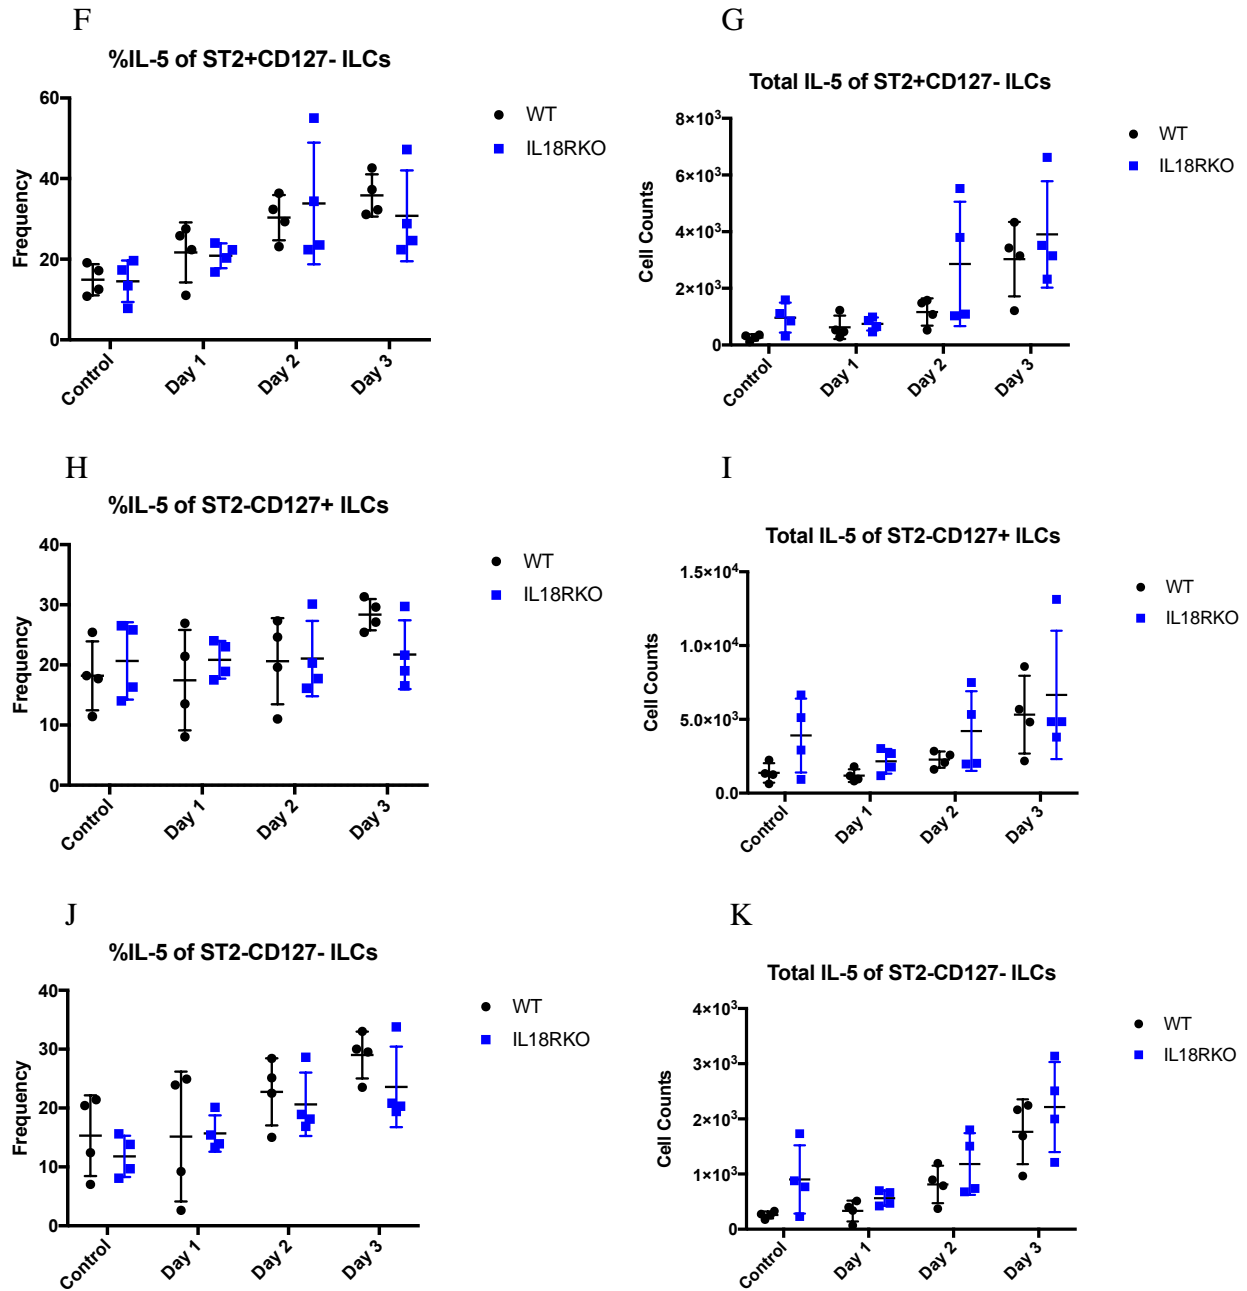 F
%IL-5 of ST2+CD127- ILCs
60
40
20
0
Frequency
Control
Day 1
Day 2
Day 3
WT
IL18RKO
G
Total IL-5 of ST2+CD127- ILCs
8×10³
6×10³
4×10³
2×10³
0
Cell Counts
Control
Day 1
Day 2
Day 3
WT
IL18RKO
H
%IL-5 of ST2-CD127+ ILCs
40
30
20
10
0
Frequency
Control
Day 1
Day 2
Day 3
WT
IL18RKO
I
Total IL-5 of ST2-CD127+ ILCs
1.5×10⁴
1.0×10⁴
5.0×10³
0.0
Cell Counts
Control
Day 1
Day 2
Day 3
WT
IL18RKO
J
%IL-5 of ST2-CD127- ILCs
40
30
20
10
0
Frequency
Control
Day 1
Day 2
Day 3
WT
IL18RKO
K
Total IL-5 of ST2-CD127- ILCs
4×10³
3×10³
2×10³
1×10³
0
Cell Counts
Control
Day 1
Day 2
Day 3
WT
IL18RKO